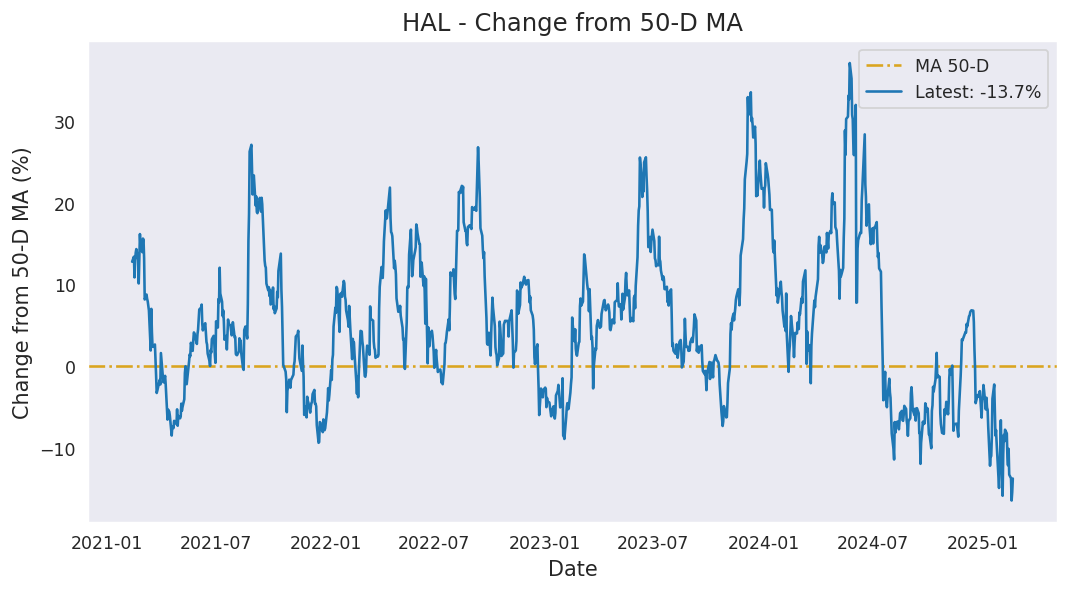 HAL - Change from 50-D MA
MA 50-D
Latest: -13.7%
Change from 50-D MA (%)
30
20
10
0
−10
2021-01 2021-07 2022-01 2022-07 2023-01 2023-07 2024-01 2024-07 2025-01
Date